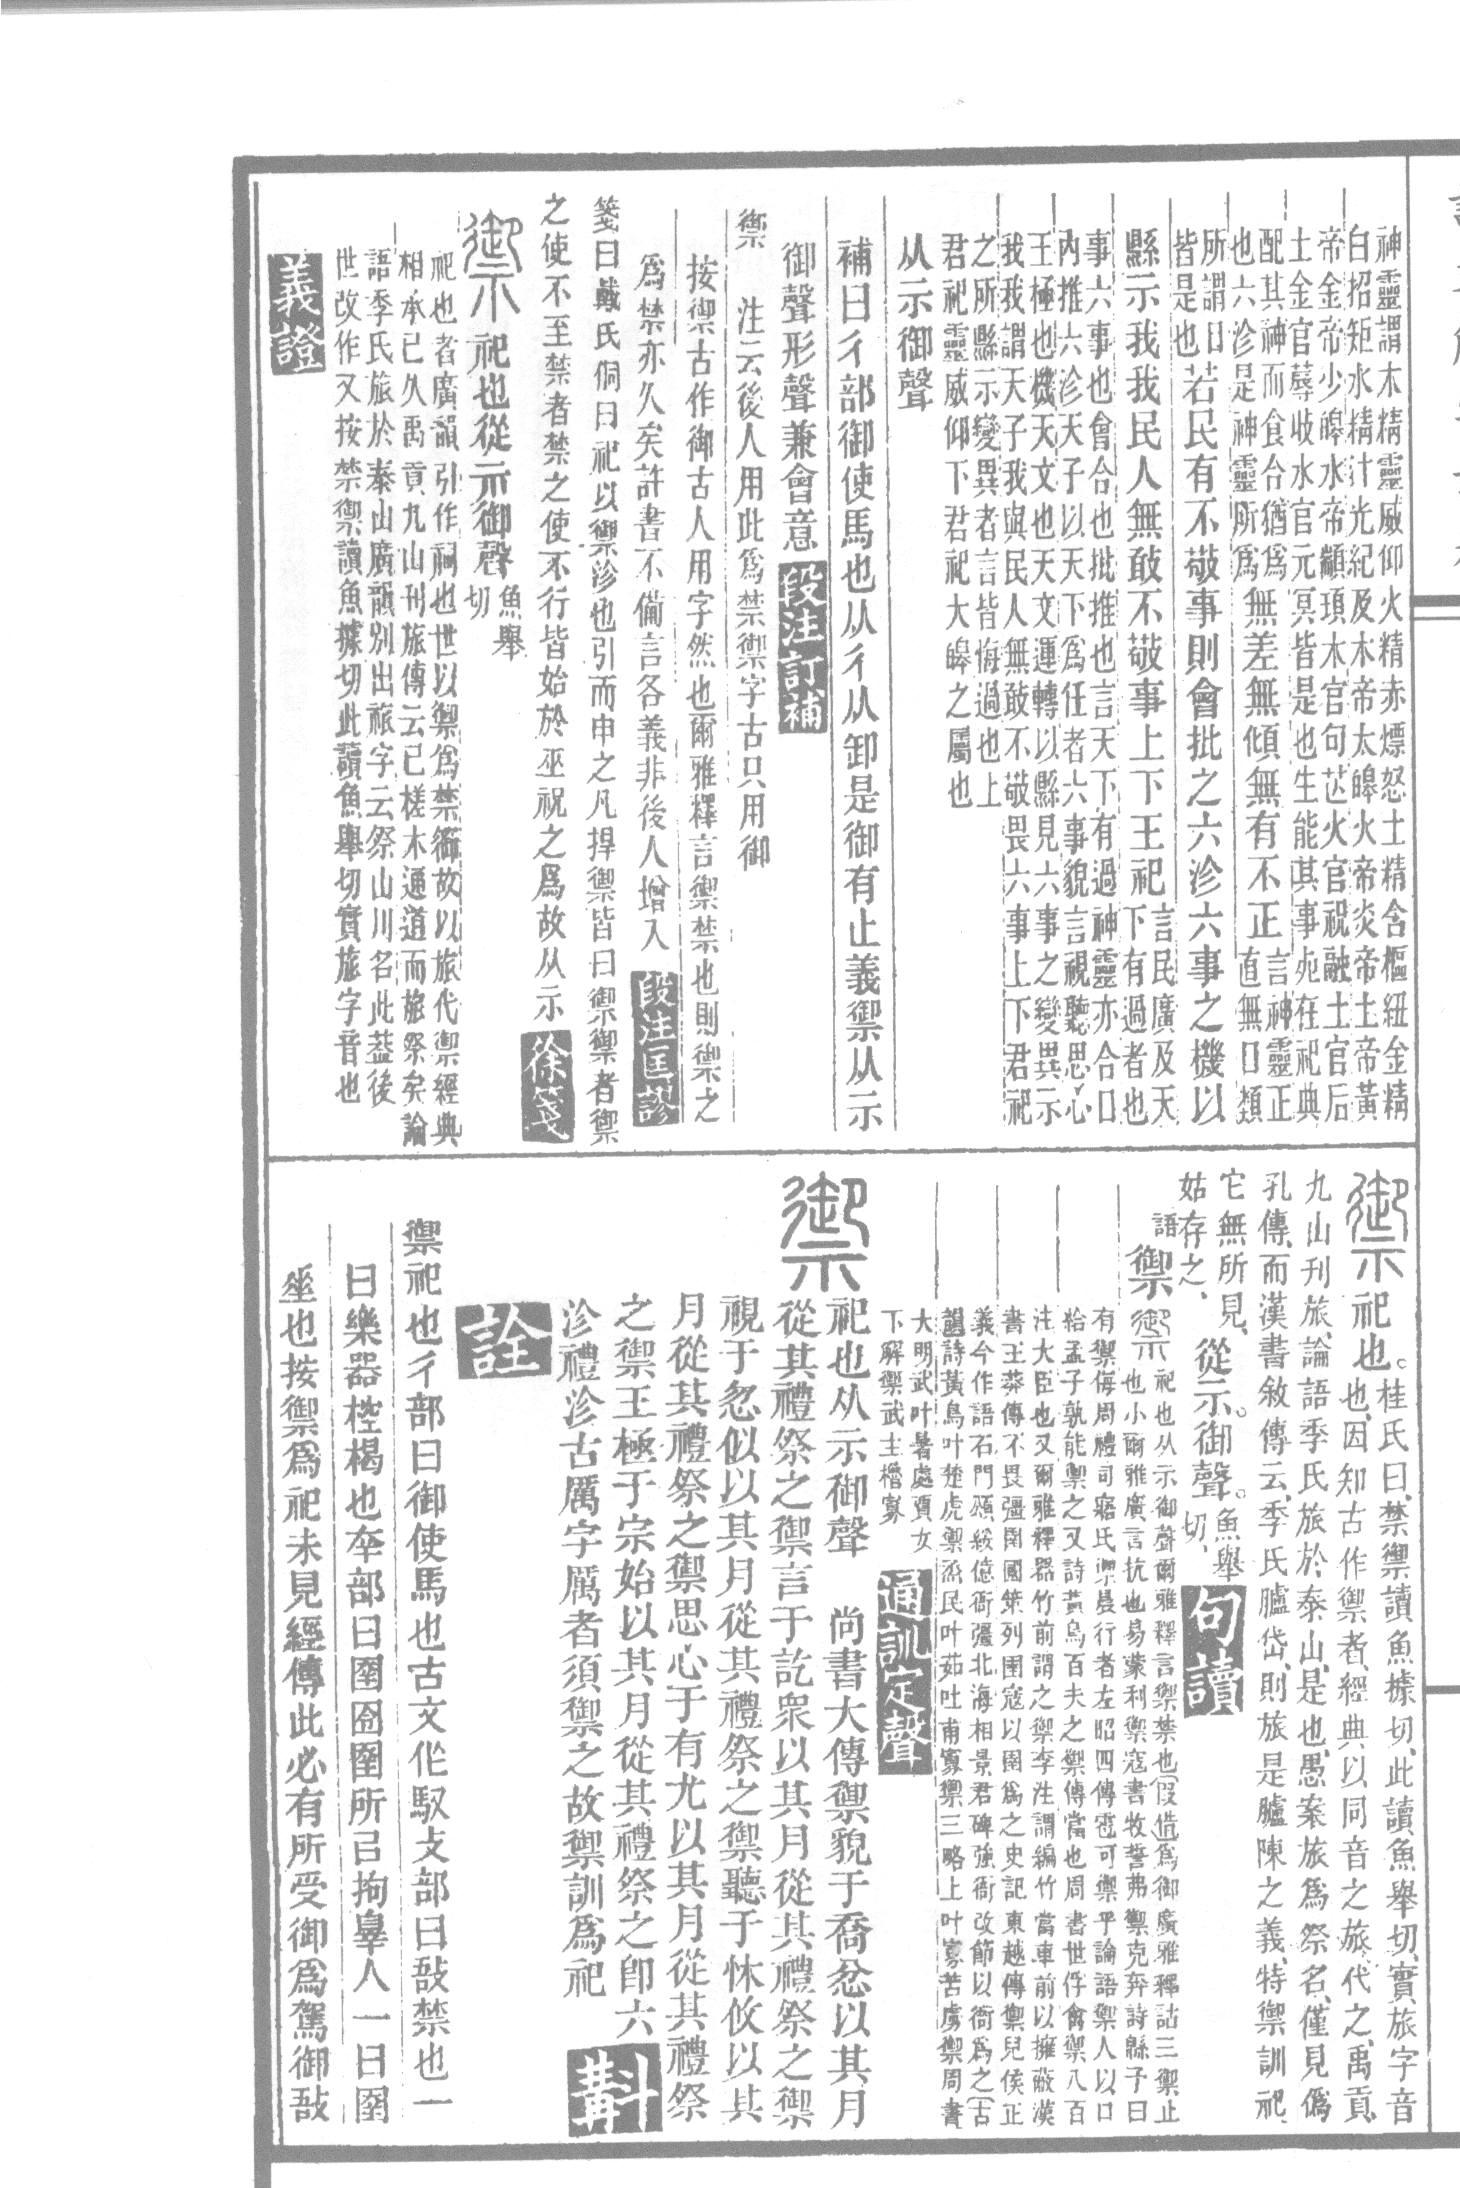 神靈謂木精靈威仰火精赤熛怒土精含樞紐金精
白招矩水精汁光紀及木帝太皞火帝炎帝土帝黃
帝金帝少皞水帝顓頊木官句芒火官祝融土官后
土金官蓐收水官元冥皆是也生能其事死在祀典
配其神而食合猶為
也六沴是神靈所為無差無傾無有不正言神靈正直無口類
所謂曰若民有不敬事則會批之六沴六事之機以
皆是也
縣示我我民人無敢不敬事上下王祀言民廣及天下有過者也
事六事也會合也批推也言天下有過神靈亦合口
內推六沴天子以天下為任者六事貌言視聽思心
王極也機天文也天文運轉以縣見六事之變異示
我我謂天子我與民人無敢不敬畏六事上下君祀
之所縣示變異者言皆悔過也上
君祀靈威仰下君祀大皞之屬也
从示御聲
補曰彳部御使馬也从彳从卸是御有止義禦从示
御聲形聲兼會意段注訂補
禦 注云後人用此為禁禦字古只用御
按禦古作御古人用字然也爾雅釋言禦禁也則禦之
為禁亦久矣許書不備言各義非後人增入段注匡謬
箋曰戴氏侗曰祀以禦沴也引而申之凡捍禦皆曰禦禦者禦
之使不至禁者禁之使不行皆始於巫祝之為故从示徐箋
禦祀也從示御聲魚舉切
祀也者廣韻引作祠也世以禦為禁御故以旅代禦經典
相承已久禹貢九山刊旅傳云已槎木通道而旅祭矣論
語季氏旅於泰山廣韻別出祣字云祭山川名此葢後
世改作又按禁禦讀魚據切此讀魚舉切實旅字音也
義證
禦祀也。桂氏曰、禁禦讀魚據切、此讀魚舉切、實旅字音
也、因知古作禦者、經典以同音之旅代之、禹貢、
九山刊旅、論語季氏旅於泰山、是也、愚案旅為祭名、僅見偽
孔傳、而漢書敘傳云、季氏臚岱、則旅是臚陳之義、特禦訓祀
它無所見、
姑存之、從示御聲。魚舉切、句讀
語禦禦祀也从示御聲爾雅釋言禦禁也(假借為御廣雅釋詁三禦止
也小爾雅廣言抗也易蒙利禦寇書牧誓弗禦克奔詩緜予曰
有禦侮周禮司寤氏禦晨行者左昭四傳雹可禦乎論語禦人以口
給孟子孰能禦之又詩黃鳥百夫之禦傳當也周書世俘禽禦八百
注大臣也又爾雅釋器竹前謂之禦李注謂編竹當車前以擁蔽漢
書王莽傳不畏彊圉國策列圉寇以圉為之史記東越傳禦兒侯正
義今作語石門頌綏億衙彊北海相景君碑強衙改節以衙為之(古
韻詩黃鳥叶楚虎禦烝民叶茹吐甫寡禦三略上叶寡苦虜禦周書
大明武叶暑處賈女
下解禦武主櫓寡通訓定聲
禦祀也从示御聲 尚書大傳禦貌于喬忿以其月
從其禮祭之禦言于訖衆以其月從其禮祭之禦
視于忽似以其月從其禮祭之禦聽于怵攸以其
月從其禮祭之禦思心于有尤以其月從其禮祭
之禦王極于宗始以其月從其禮祭之卽六
沴禮沴古厲字厲者須禦之故禦訓為祀斠
詮
禦祀也彳部曰御使馬也古文作馭攴部曰敔禁也一
曰樂器椌楬也㚔部曰圉囹圉所㠯拘辠人一曰圉
垂也按禦為祀未見經傳此必有所受御為駕御敔